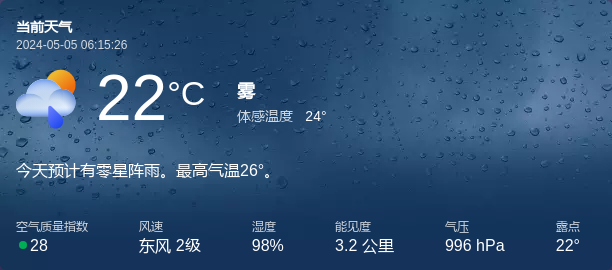 当前天气
2024-05-05 06:15:26
22°C
雾
体感温度 24°
今天预计有零星阵雨。最高气温26°。
空气质量指数 风速 湿度 能见度 气压 露点
28 东风 2级 98% 3.2 公里 996 hPa 22°